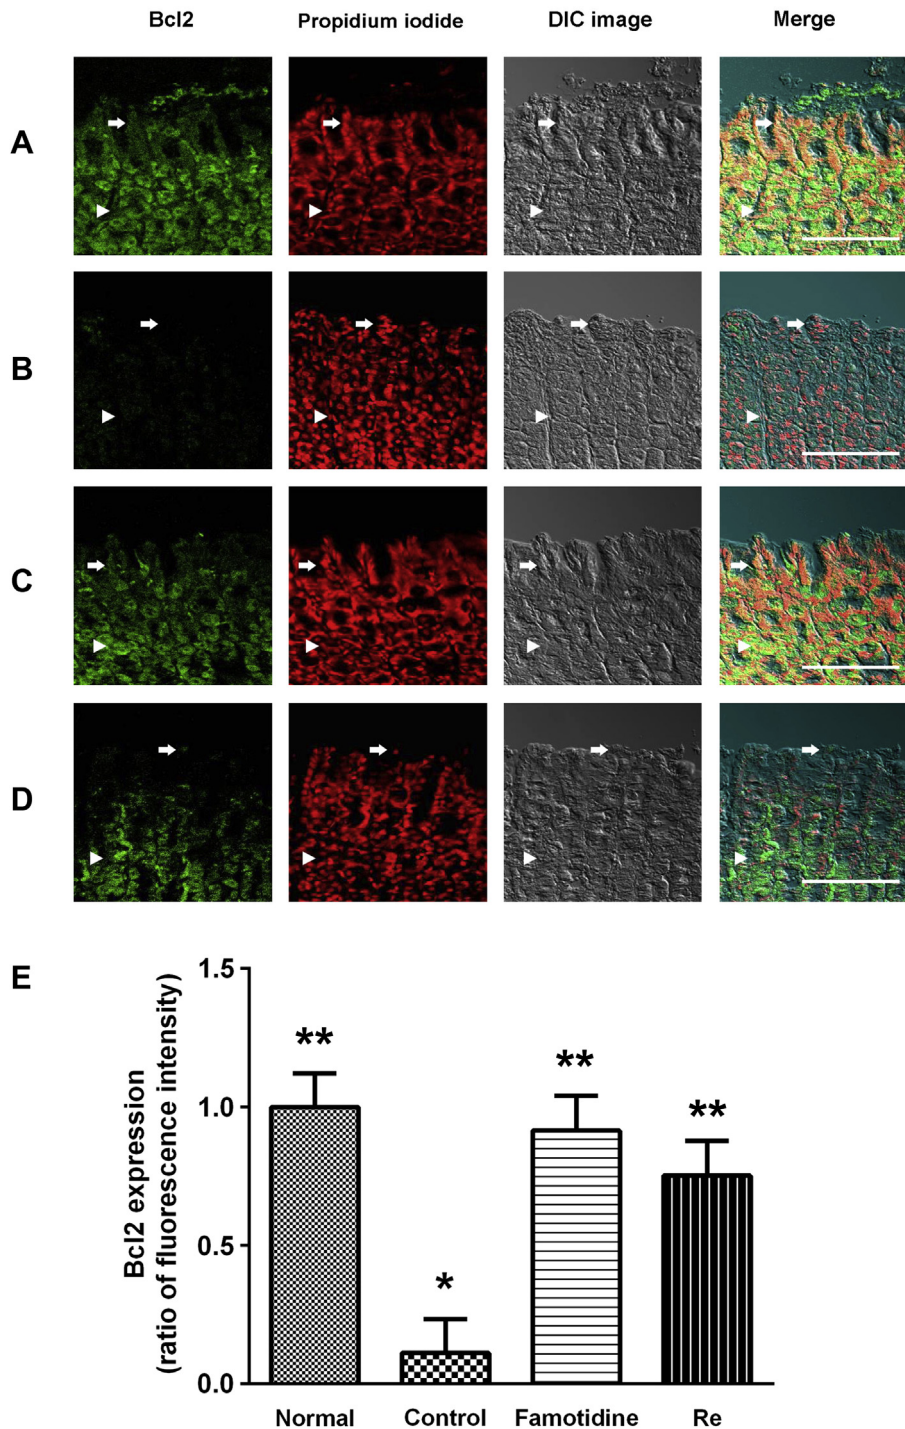 Bcl2 Propidium iodide DIC image Merge
A
B
C
D
E
Bcl2 expression
(ratio of fluorescence intensity)
1.5
1.0
0.5
0.0
**
*
**
**
Normal Control Famotidine Re